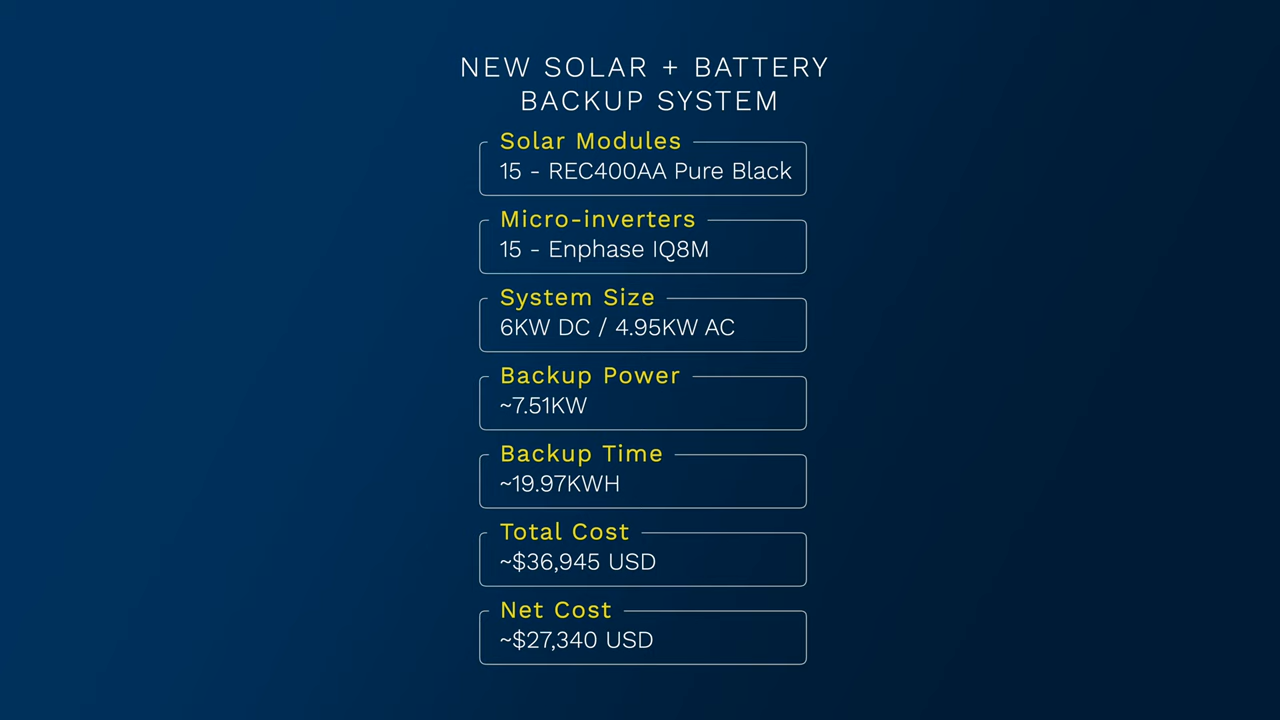 NEW SOLAR + BATTERY
BACKUP SYSTEM
Solar Modules
15 - REC400AA Pure Black
Micro-inverters
15 - Enphase IQ8M
System Size
6KW DC / 4.95KW AC
Backup Power
~7.51KW
Backup Time
~19.97KWH
Total Cost
~$36,945 USD
Net Cost
~$27,340 USD